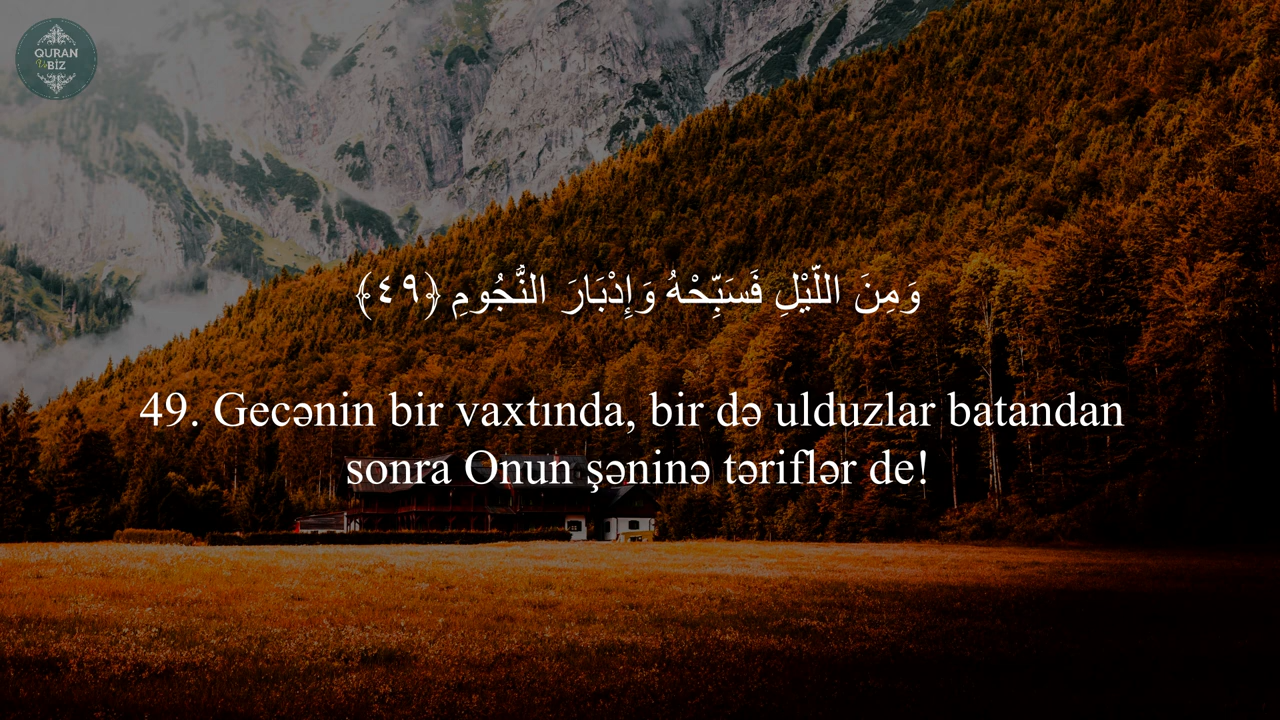 QURAN
Və BİZ
وَمِنَ اللَّيْلِ فَسَبِّحْهُ وَإِدْبَارَ النُّجُومِ ﴿٤٩﴾
49. Gecənin bir vaxtında, bir də ulduzlar batandan
sonra Onun şəninə təriflər de!